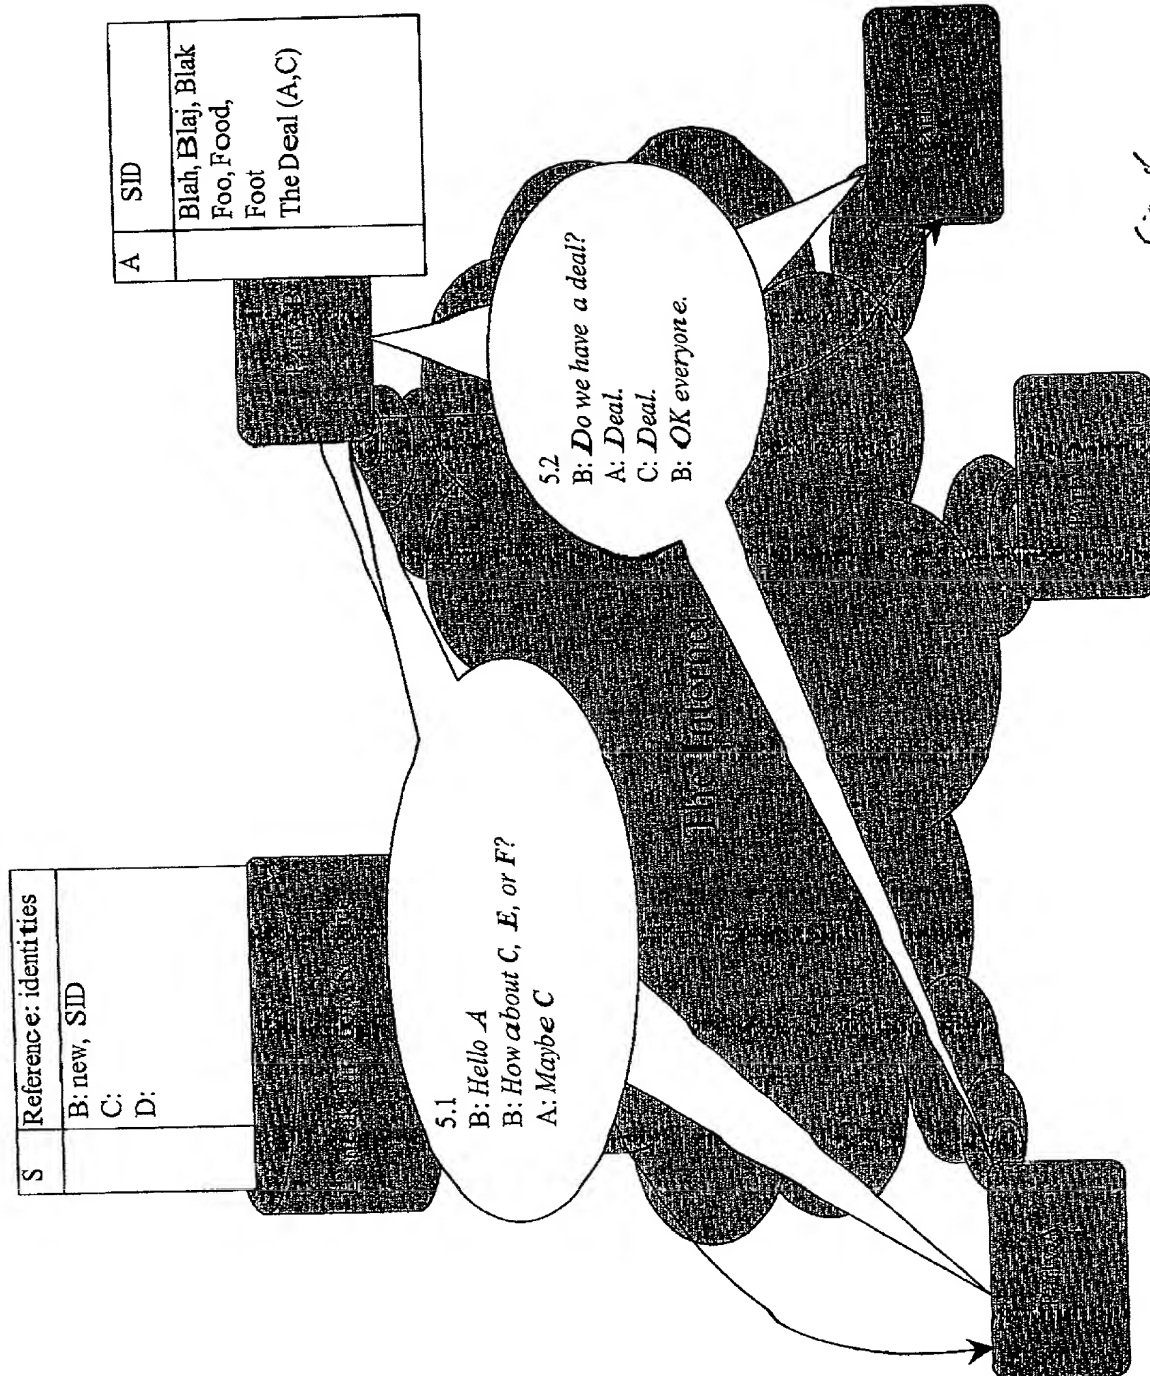 S
Reference: identities
B: new, SID
C:
D:
A
SID
Blah, Blaj, Blak
Foo, Food,
Foot
The Deal (A,C)
5.1
B: Hello A
B: How about C, E, or F?
A: Maybe C
5.2
B: Do we have a deal?
A: Deal.
C: Deal.
B: OK everyone.
The Internet